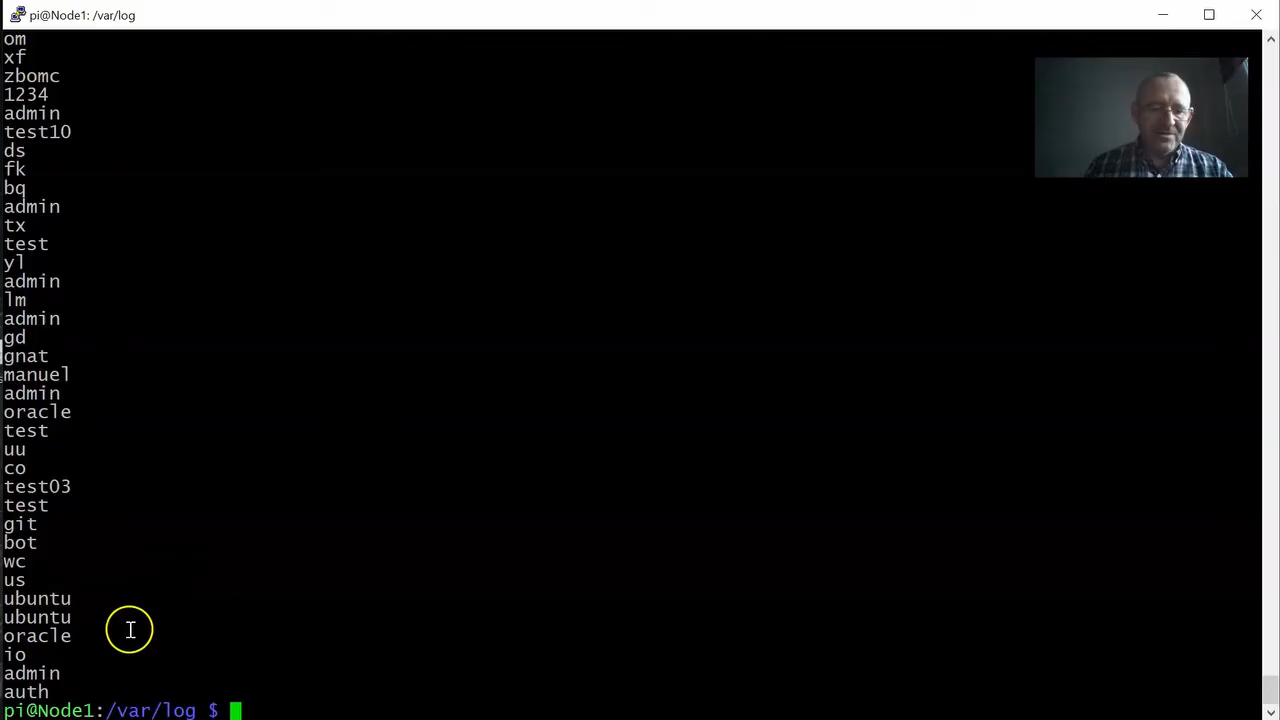 pi@Node1: /var/log
om
xf
zbomc
1234
admin
test10
ds
fk
bq
admin
tx
test
yl
admin
lm
admin
gd
gnat
manuel
admin
oracle
test
uu
co
test03
test
git
bot
wc
us
ubuntu
ubuntu
oracle
io
admin
auth
pi@Node1:/var/log $